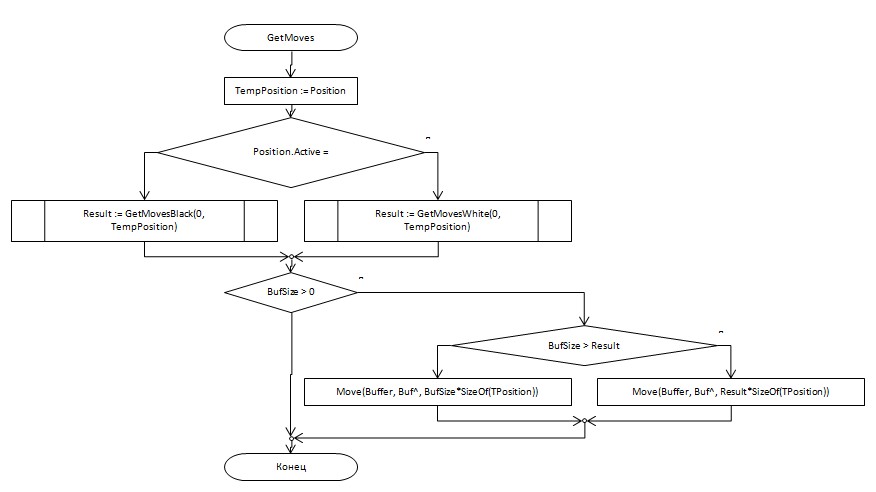 GetMoves
TempPosition := Position
Position.Active =
Result := GetMovesBlack(0,
TempPosition)
Result := GetMovesWhite(0,
TempPosition)
BufSize > 0
BufSize > Result
Move(Buffer, Buf^, BufSize*SizeOf(TPosition))
Move(Buffer, Buf^, Result*SizeOf(TPosition))
Конец